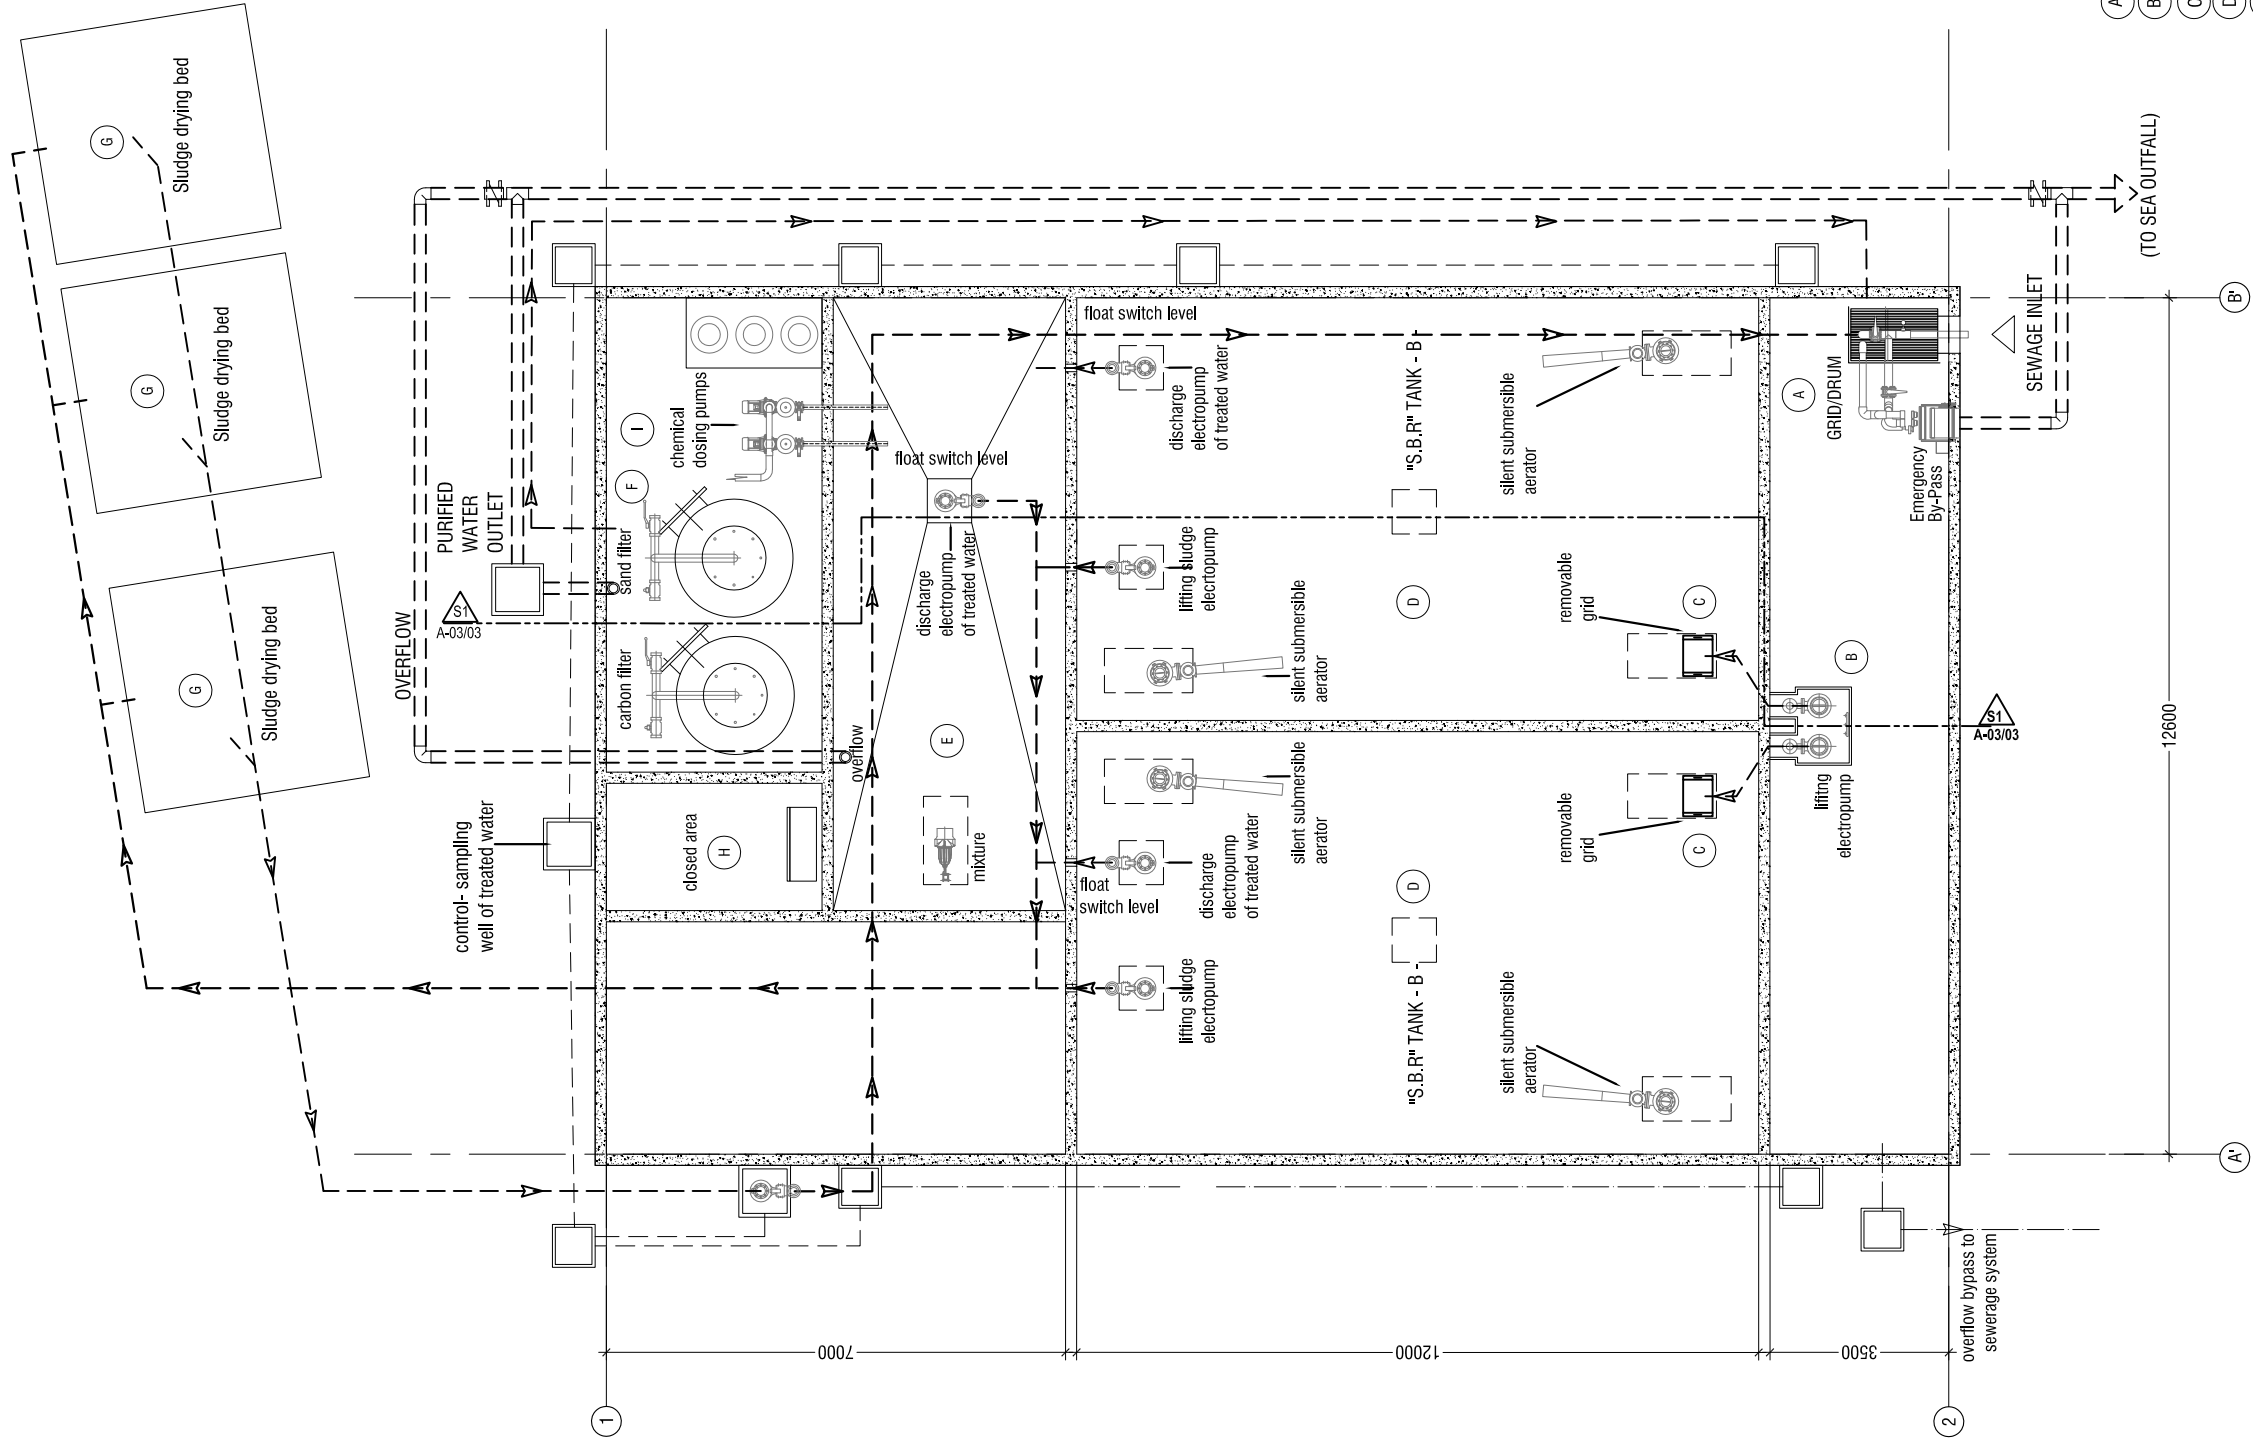 G
Sludge drying bed
G
Sludge drying bed
G
Sludge drying bed
PURIFIED
WATER
OUTLET
OVERFLOW
S1
A-03/03
control- sampling
well of treated water
I
F
chemical
dosing pumps
sand filter
carbon filter
closed area
H
overflow
float switch level
discharge
electropump
of treated water
E
mixture
float switch level
discharge
electropump
of treated water
lifting sludge
elecrtopump
silent submersible
aerator
"S.B.R" TANK - B -
D
silent submersible
aerator
removable
grid
C
silent submersible
aerator
float
switch level
discharge
electropump
of treated water
lifting sludge
elecrtopump
"S.B.R" TANK - B -
D
silent submersible
aerator
removable
grid
C
A
GRID/DRUM
Emergency
By-Pass
B
lifitng
electropump
SEWAGE INLET
(TO SEA OUTFALL)
S1
A-03/03
overflow bypass to
sewerage system
7000
12000
3500
12600
1
2
A'
B'
A
B
C
D